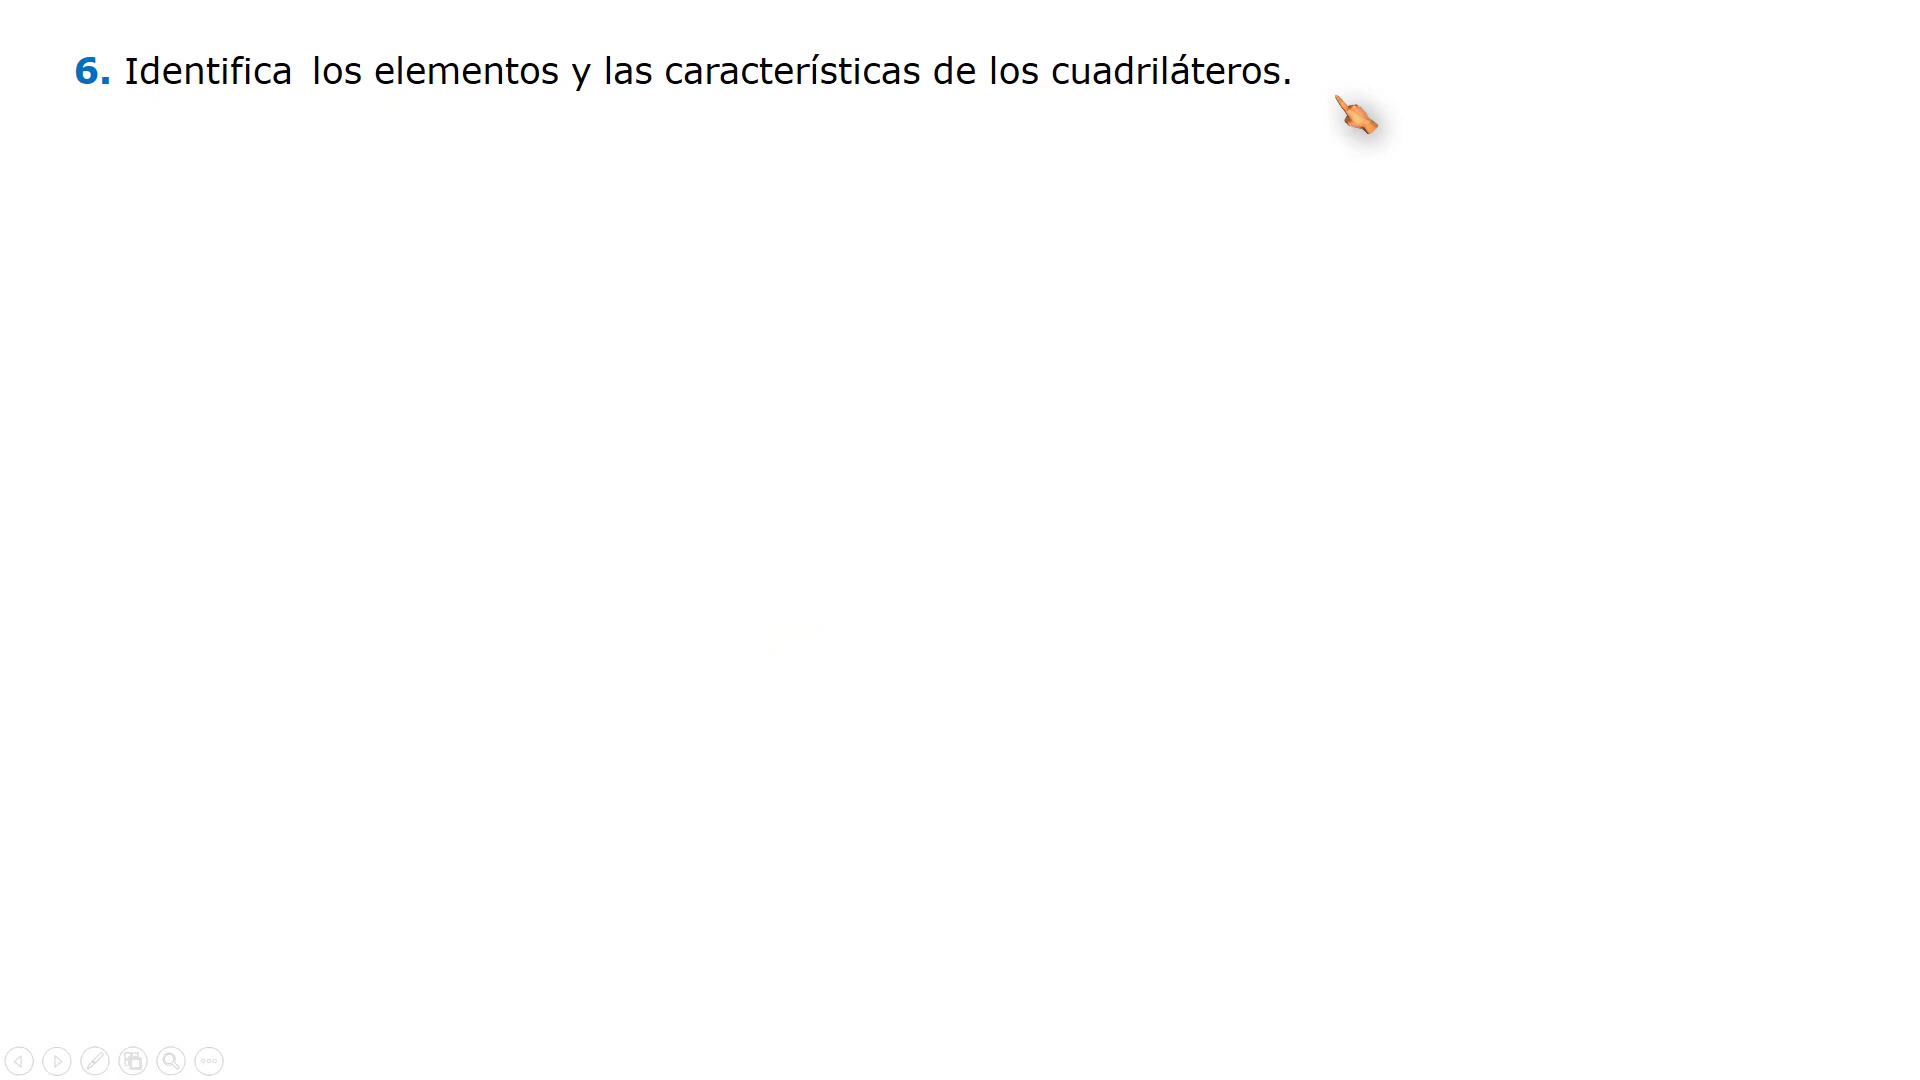 6. Identifica los elementos y las características de los cuadriláteros.